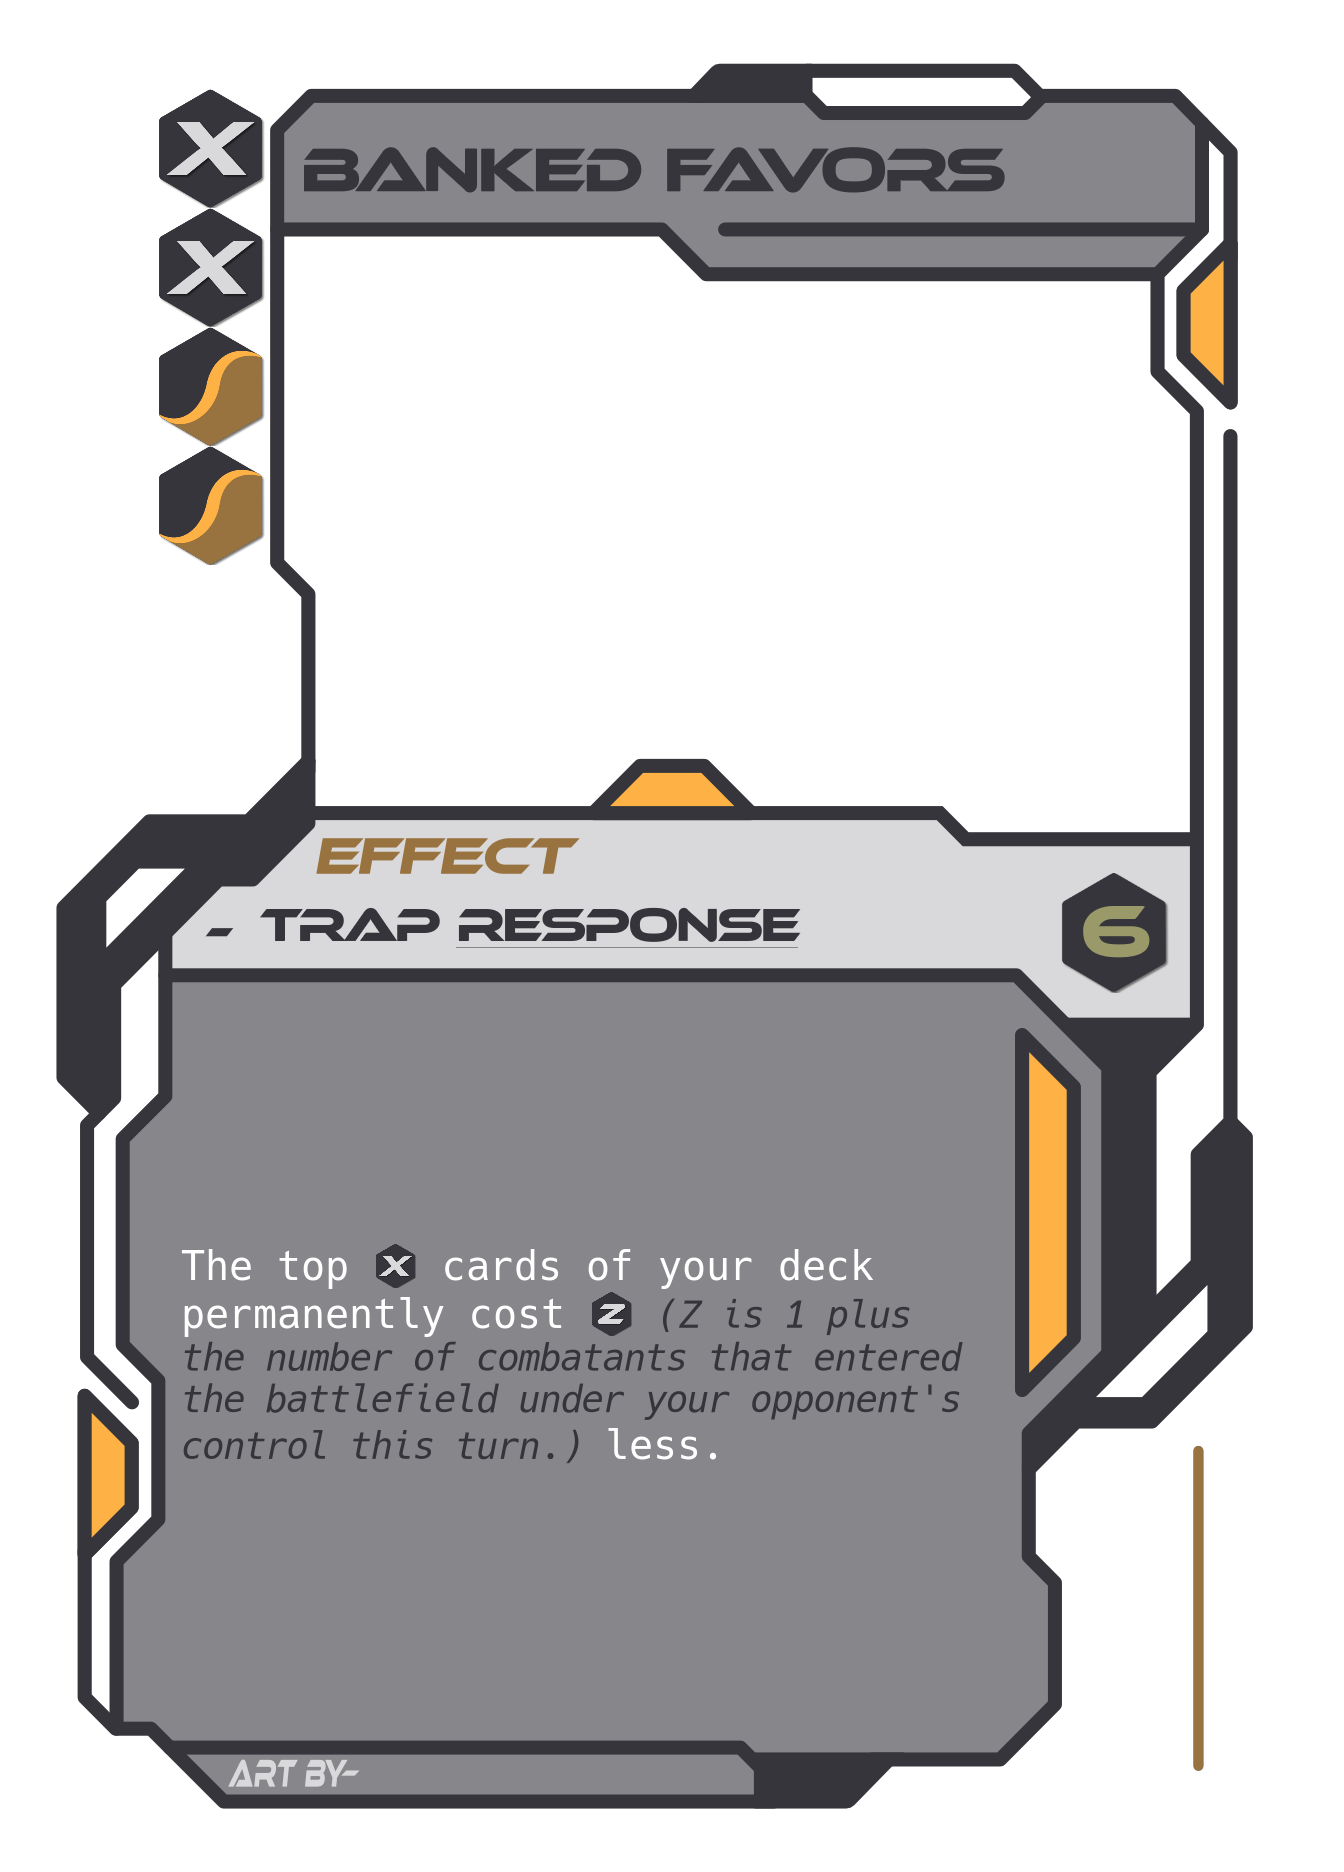 BANKED FAVORS
X
X
EFFECT
- TRAP RESPONSE
6
The top X cards of your deck
permanently cost Z (Z is 1 plus
the number of combatants that entered
the battlefield under your opponent's
control this turn.) less.
ART BY-